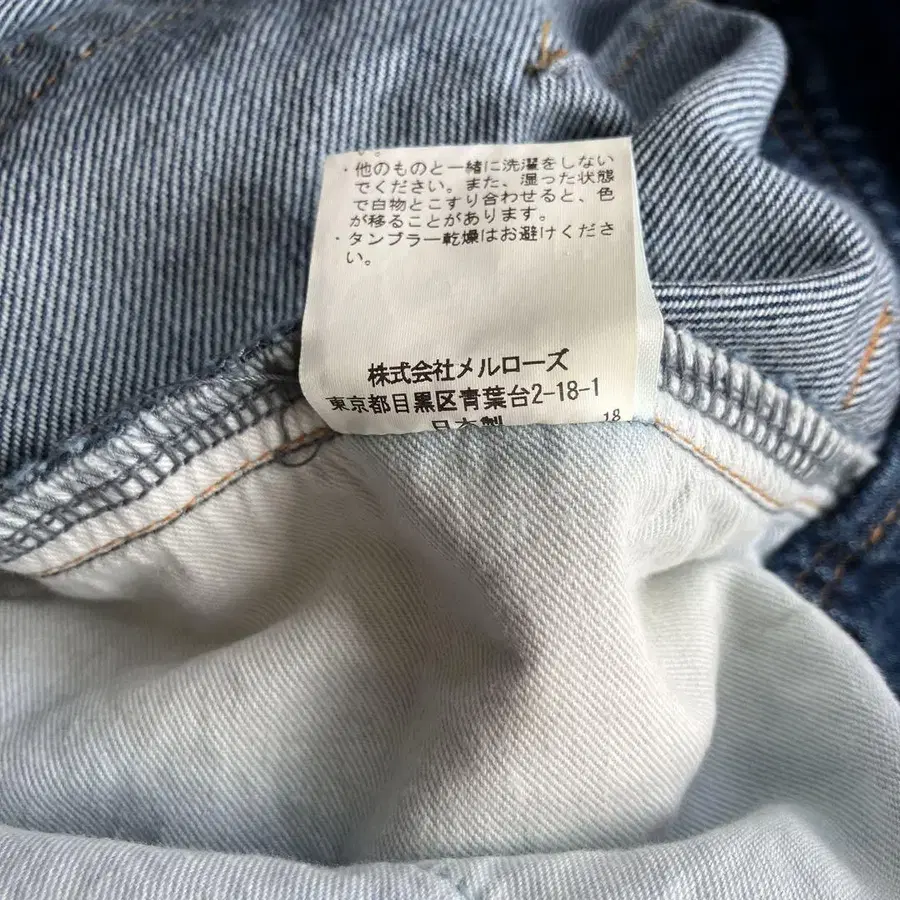 い。
・他のものと一緒に洗濯をしない
でください。また、湿った状態
で白物とこすり合わせると、色
が移ることがあります。
・タンブラー乾燥はお避けくださ
い。
株式会社メルローズ
東京都目黒区青葉台2-18-1
日本製
18